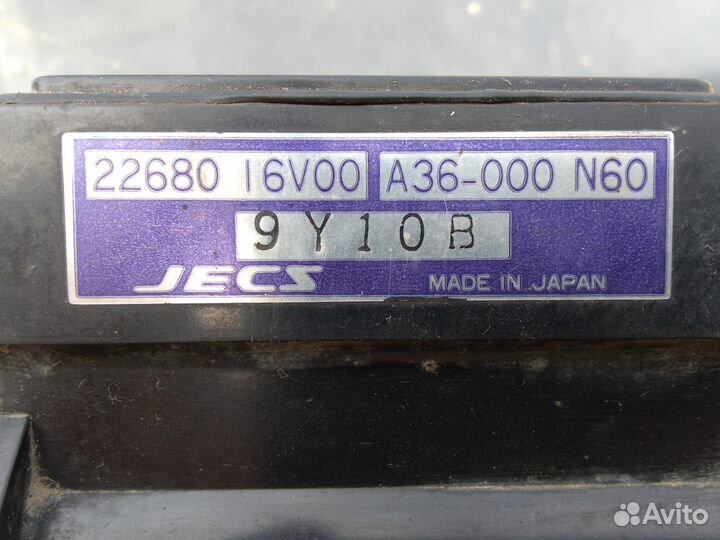 22680 16V00 A36-000 N60
9Y10B
JECS MADE IN JAPAN
Avito